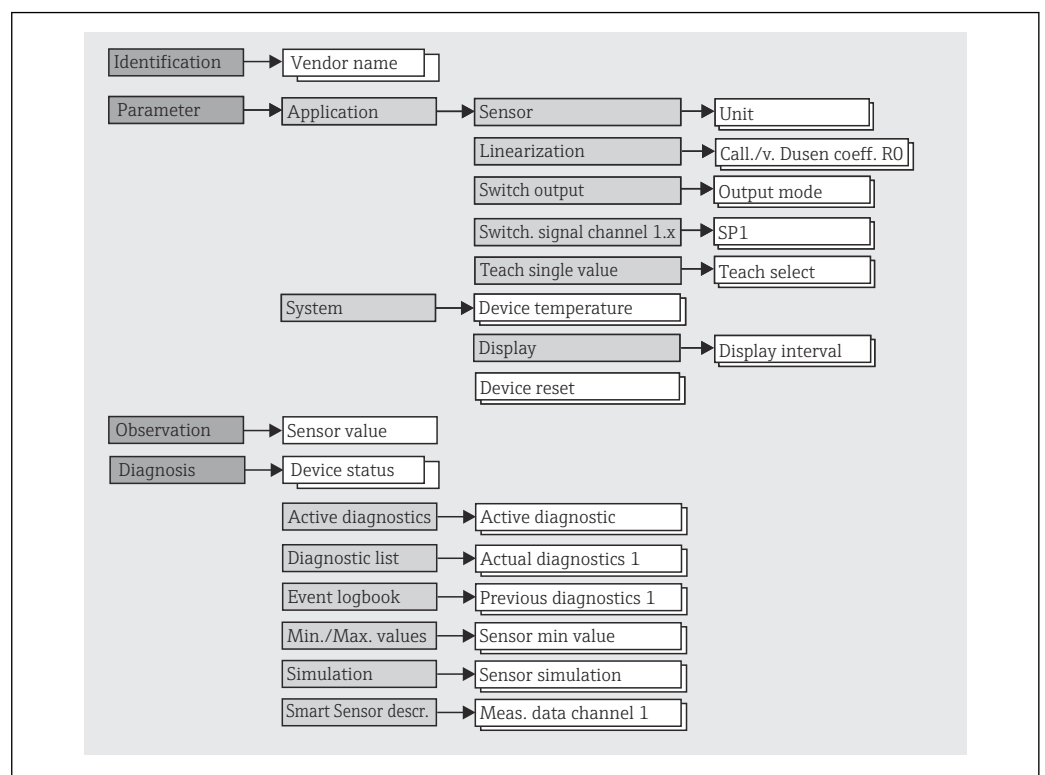 Identification
Vendor name
Parameter
Application
Sensor
Unit
Linearization
Call./v. Dusen coeff. R0
Switch output
Output mode
Switch. signal channel 1.x
SP1
Teach single value
Teach select
System
Device temperature
Display
Display interval
Device reset
Observation
Sensor value
Diagnosis
Device status
Active diagnostics
Active diagnostic
Diagnostic list
Actual diagnostics 1
Event logbook
Previous diagnostics 1
Min./Max. values
Sensor min value
Simulation
Sensor simulation
Smart Sensor descr.
Meas. data channel 1